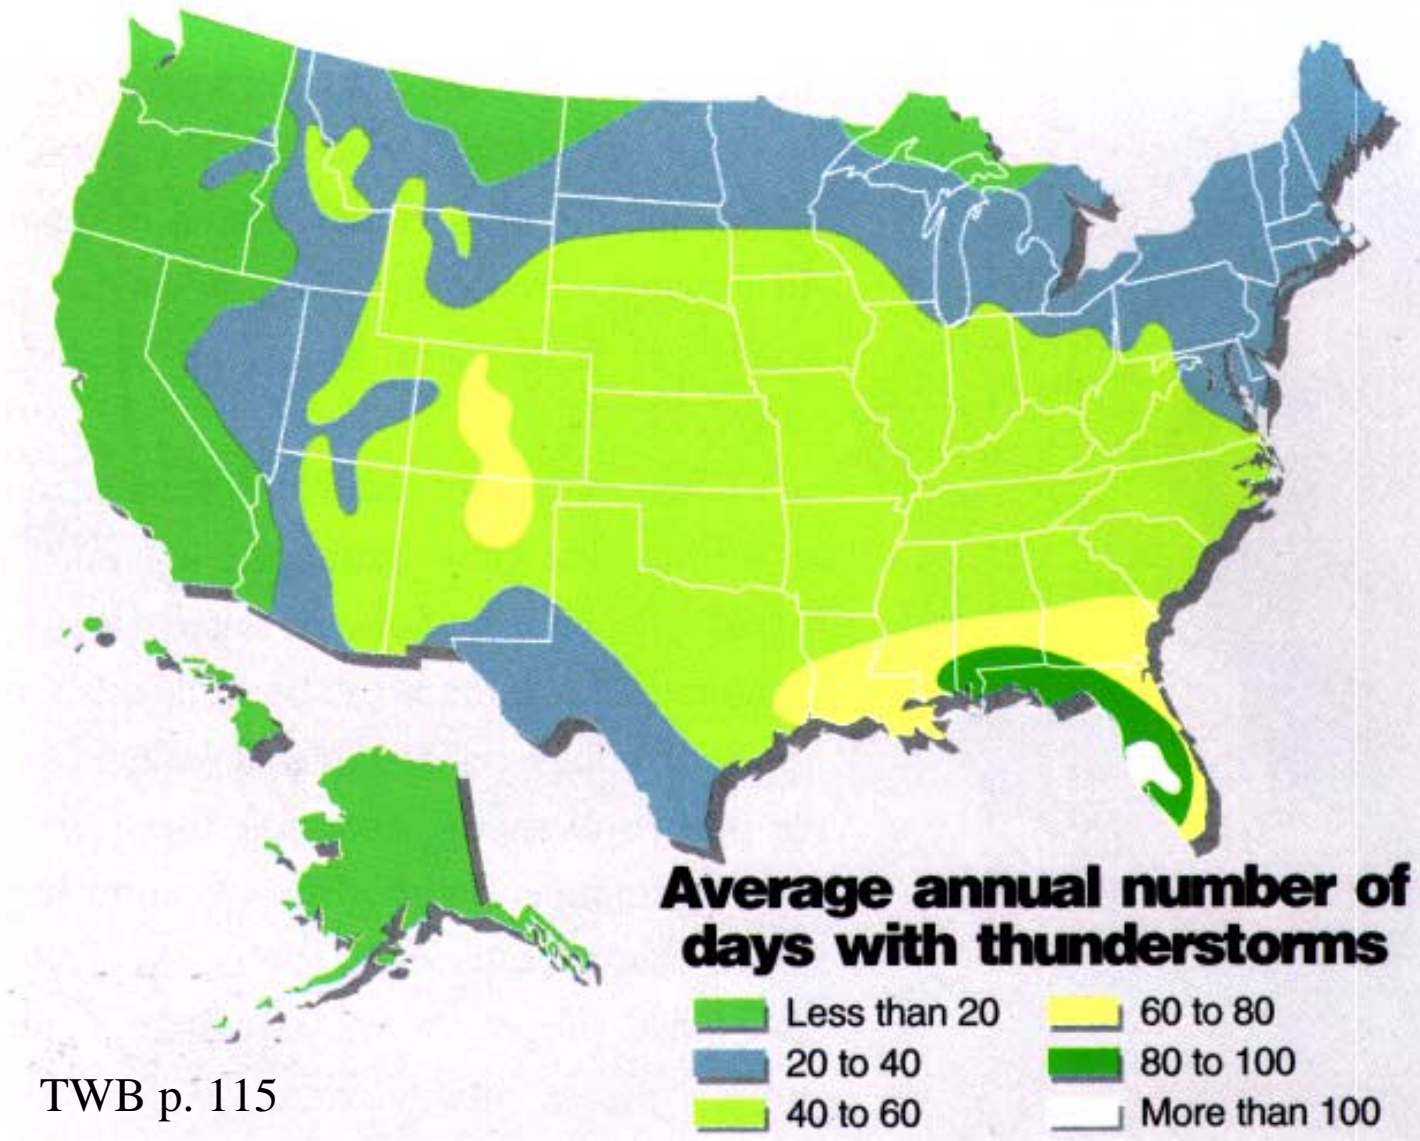 Average annual number of
days with thunderstorms
Less than 20
20 to 40
40 to 60
60 to 80
80 to 100
More than 100
TWB p. 115